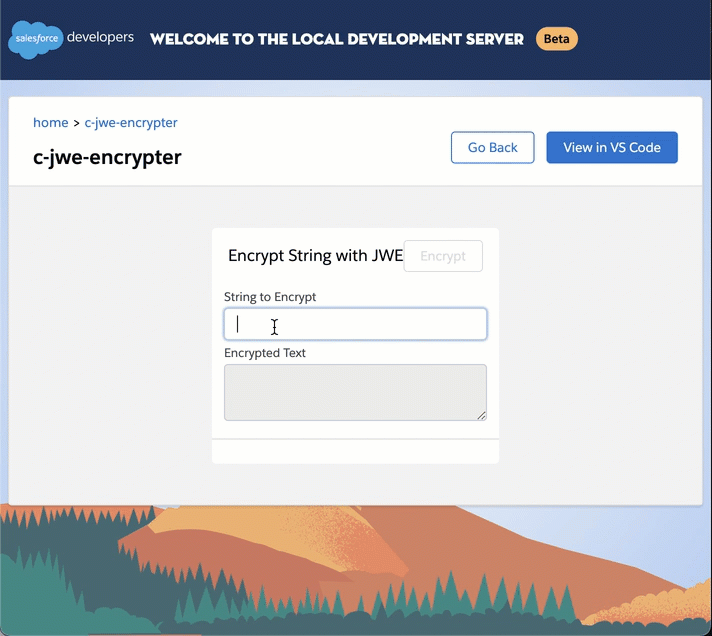 salesforce developers WELCOME TO THE LOCAL DEVELOPMENT SERVER Beta
home > c-jwe-encrypter
c-jwe-encrypter
Go Back View in VS Code
Encrypt String with JWE Encrypt
String to Encrypt
Encrypted Text